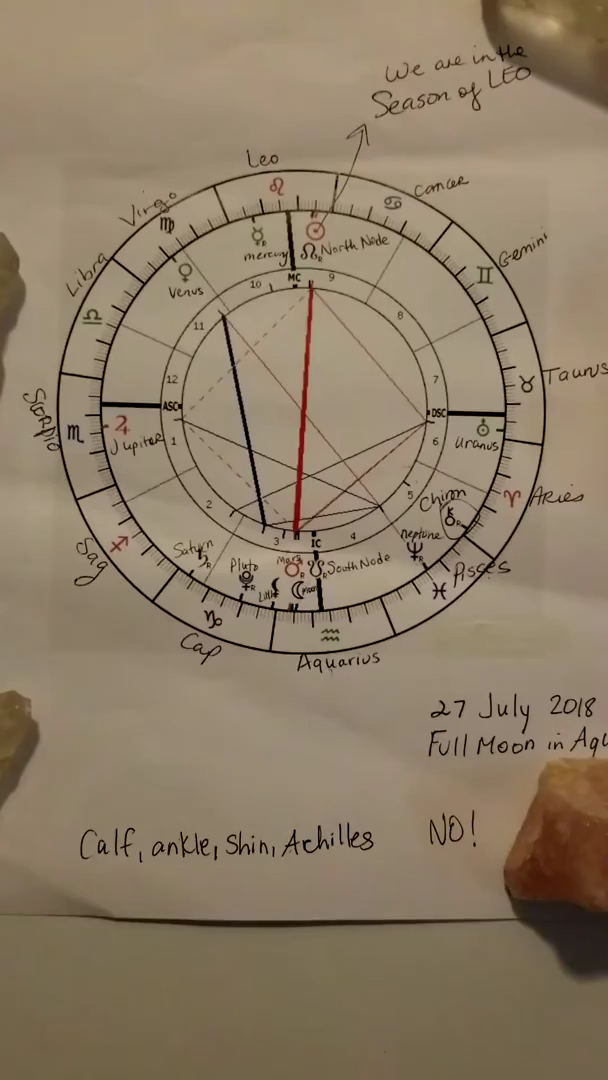 We are in the
Season of LEO
Leo
Cancer
Virgo
Gemini
mercury R
North Node
R
Libra
Venus
MC
10
9
11
8
12
7
Taurus
Scorpio
ASC
DSC
Jupiter
1
6
Uranus
5
Chiron
R
Aries
2
3
IC
4
neptune
R
Saturn
R
Mars
R
South Node
R
Pluto
R
Lilith
Moon
Pisces
Sag
Cap
Aquarius
27 July 2018
Full Moon in Aqu
Calf, ankle, Shin, Achilles
NO!